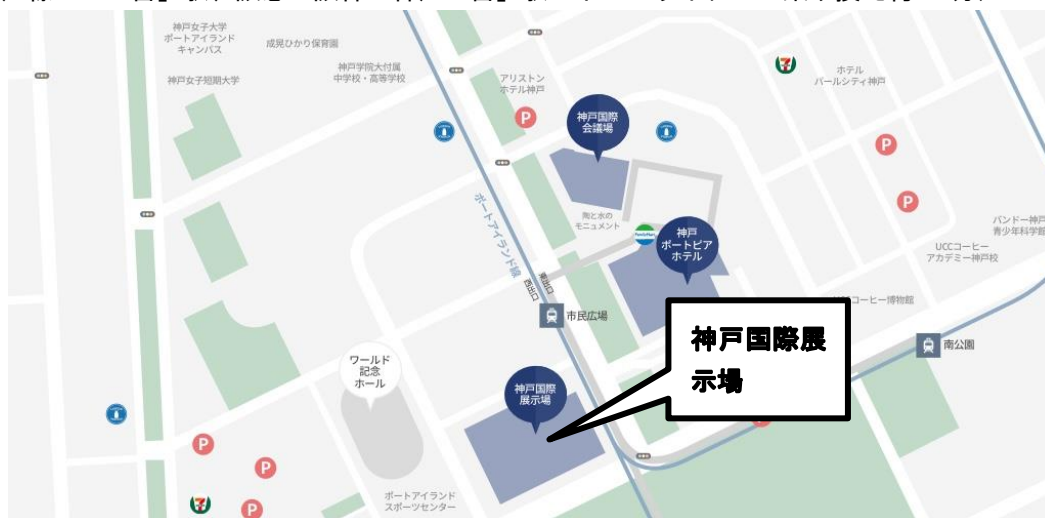 神戸女子大学
ポートアイランド
キャンパス
成晃ひかり保育園
神戸女子短期大学
神戸学院大付属
中学校・高等学校
アリストン
ホテル神戸
神戸国際
会議場
ホテル
パールシティ神戸
P
P
P
陶と水の
モニュメント
FamilyMart
神戸
ポートピア
ホテル
バンドー神戸
青少年科学館
UCCコーヒー
アカデミー神戸校
コーヒー博物館
ポートアイランド線
東出口
西出口
市民広場
南公園
神戸国際展
示場
ワールド
記念
ホール
神戸国際
展示場
P
P
P
ポートアイランド
スポーツセンター